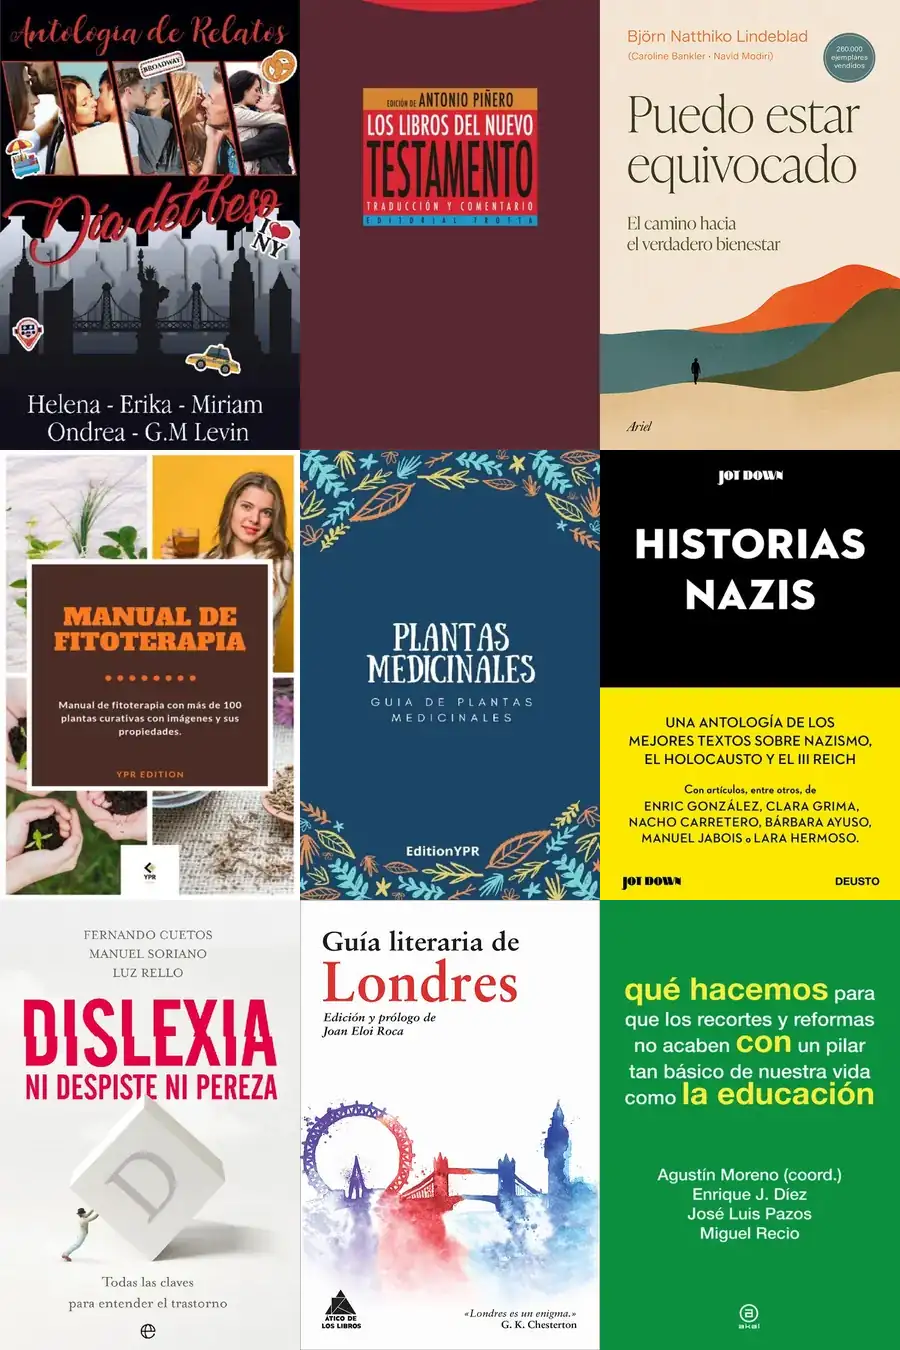 Antología de Relatos
BROADWAY
Día del beso
I
NY
Helena - Erika - Miriam
Ondrea - G.M Levin
EDICIÓN DE ANTONIO PIÑERO
LOS LIBROS DEL NUEVO
TESTAMENTO
TRADUCCIÓN Y COMENTARIO
EDITORIAL TROTTA
Björn Natthiko Lindeblad
(Caroline Bankler · Navid Modiri)
260.000
ejemplares
vendidos
Puedo estar
equivocado
El camino hacia
el verdadero bienestar
Ariel
MANUAL DE
FITOTERAPIA
Manual de fitoterapia con más de 100
plantas curativas con imágenes y sus
propiedades.
YPR EDITION
YPR
PLANTAS
MEDICINALES
GUIA DE PLANTAS
MEDICINALES
EditionYPR
JOT DOWN
HISTORIAS
NAZIS
UNA ANTOLOGÍA DE LOS
MEJORES TEXTOS SOBRE NAZISMO,
EL HOLOCAUSTO Y EL III REICH
Con artículos, entre otros, de
ENRIC GONZÁLEZ, CLARA GRIMA,
NACHO CARRETERO, BÁRBARA AYUSO,
MANUEL JABOIS o LARA HERMOSO.
JOT DOWN
DEUSTO
FERNANDO CUETOS
MANUEL SORIANO
LUZ RELLO
DISLEXIA
NI DESPISTE NI PEREZA
D
Todas las claves
para entender el trastorno
e
Guía literaria de
Londres
Edición y prólogo de
Joan Eloi Roca
ÁTICO DE
LOS LIBROS
«Londres es un enigma.»
G. K. Chesterton
qué hacemos para
que los recortes y reformas
no acaben con un pilar
tan básico de nuestra vida
como la educación
Agustín Moreno (coord.)
Enrique J. Díez
José Luis Pazos
Miguel Recio
a
akal